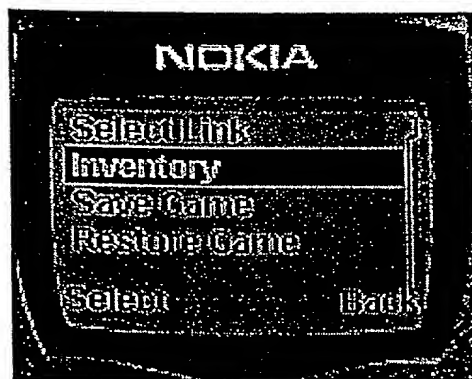 NOKIA
Select Link
Inventory
Save Game
Restore Game
Select Back